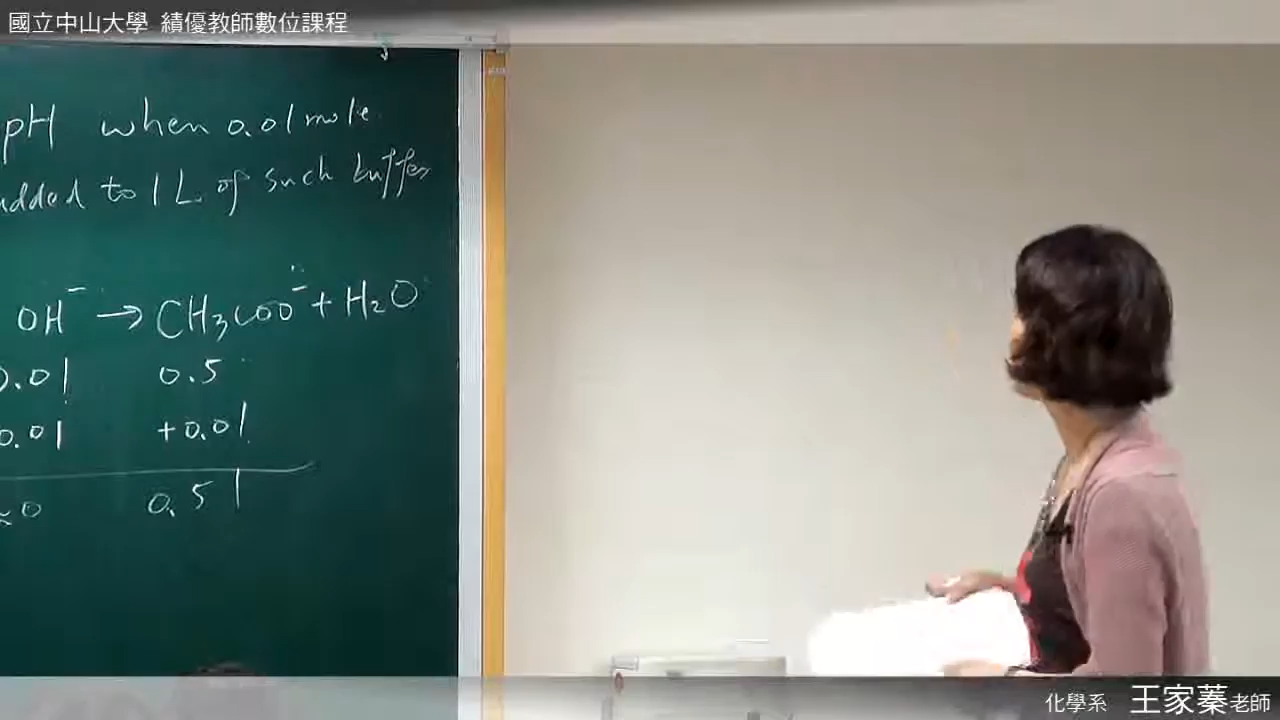 國立中山大學 績優教師數位課程
pH when 0.01 mole
added to 1 L of such buffer
OH⁻ → CH₃COO⁻ + H₂O
0.01 0.5
0.01 +0.01
≈0 0.51
化學系 王家蓁老師